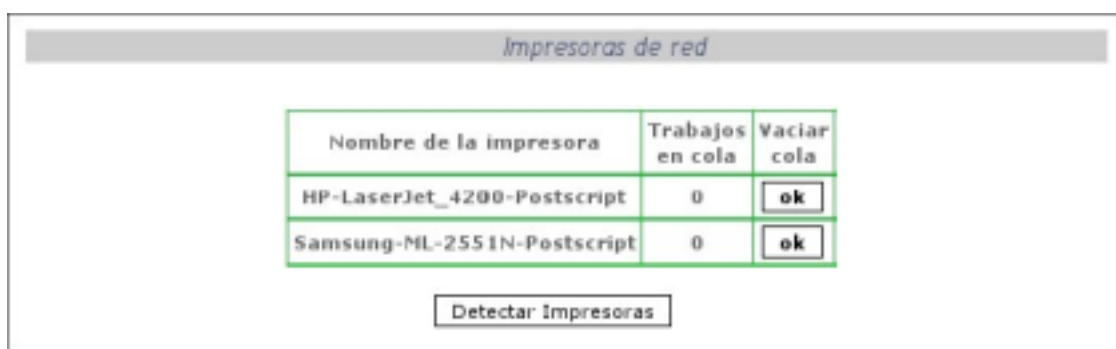 Impresoras de red
Nombre de la impresora
Trabajos en cola
Vaciar cola
HP-LaserJet_4200-Postscript 0 ok
Samsung-ML-2551N-Postscript 0 ok
Detectar Impresoras